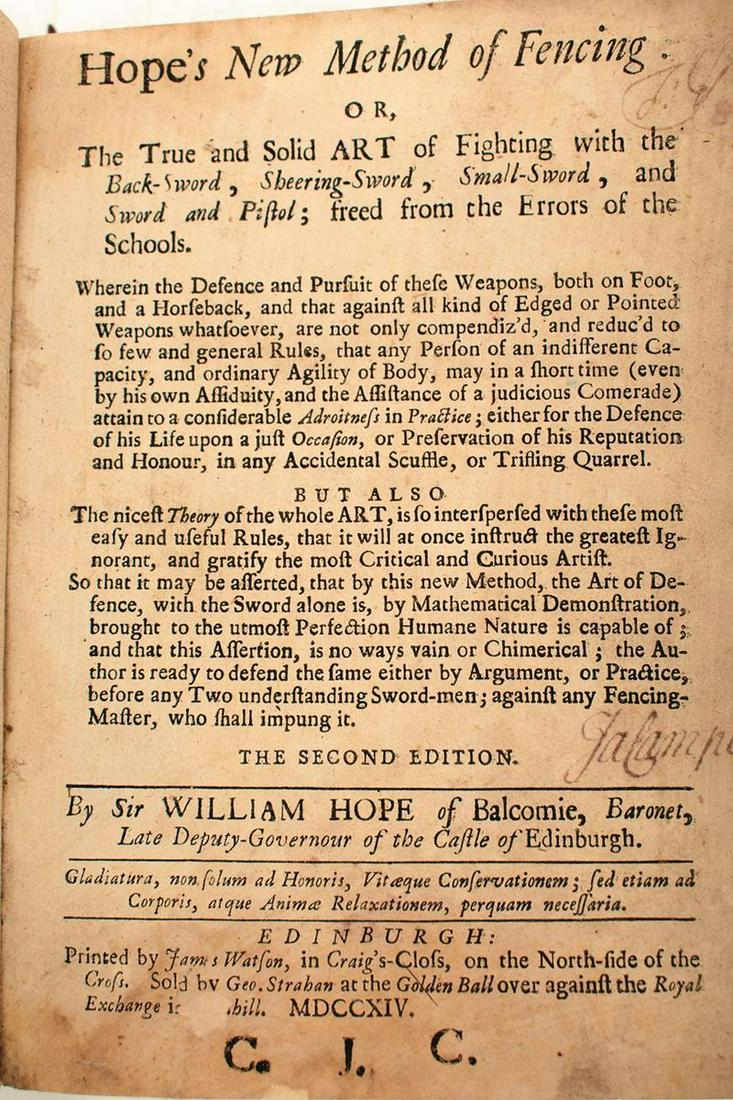 Hope's New Method of Fencing:
OR,
The True and Solid ART of Fighting with the
Back-Sword, Sheering-Sword, Small-Sword, and
Sword and Piſtol; freed from the Errors of the
Schools.
Wherein the Defence and Purſuit of theſe Weapons, both on Foot,
and a Horſeback, and that againſt all kind of Edged or Pointed
Weapons whatſoever, are not only compendiz'd, and reduc'd to
ſo few and general Rules, that any Perſon of an indifferent Ca-
pacity, and ordinary Agility of Body, may in a ſhort time (even
by his own Aſſiduity, and the Aſſiſtance of a judicious Comerade)
attain to a conſiderable Adroitneſs in Practice; either for the Defence
of his Life upon a juſt Occaſion, or Preſervation of his Reputation
and Honour, in any Accidental Scuffle, or Trifling Quarrel.
BUT ALSO
The niceſt Theory of the whole ART, is ſo interſperſed with theſe moſt
eaſy and uſeful Rules, that it will at once inſtruct the greateſt Ig-
norant, and gratify the moſt Critical and Curious Artiſt.
So that it may be aſſerted, that by this new Method, the Art of De-
fence, with the Sword alone is, by Mathematical Demonſtration,
brought to the utmoſt Perfection Humane Nature is capable of;
and that this Aſſertion, is no ways vain or Chimerical; the Au-
thor is ready to defend the ſame either by Argument, or Practice,
before any Two underſtanding Sword-men; againſt any Fencing-
Maſter, who ſhall impung it.
THE SECOND EDITION.
By Sir WILLIAM HOPE of Balcomie, Baronet,
Late Deputy-Governour of the Caſtle of Edinburgh.
Gladiatura, non ſolum ad Honoris, Vitæque Conſervationem; ſed etiam ad
Corporis, atque Animæ Relaxationem, perquam neceſſaria.
EDINBURGH:
Printed by James Watſon, in Craig's-Cloſs, on the North-ſide of the
Croſs. Sold by Geo. Strahan at the Golden Ball over againſt the Royal
Exchange i hill. MDCCXIV.
C. J. C.